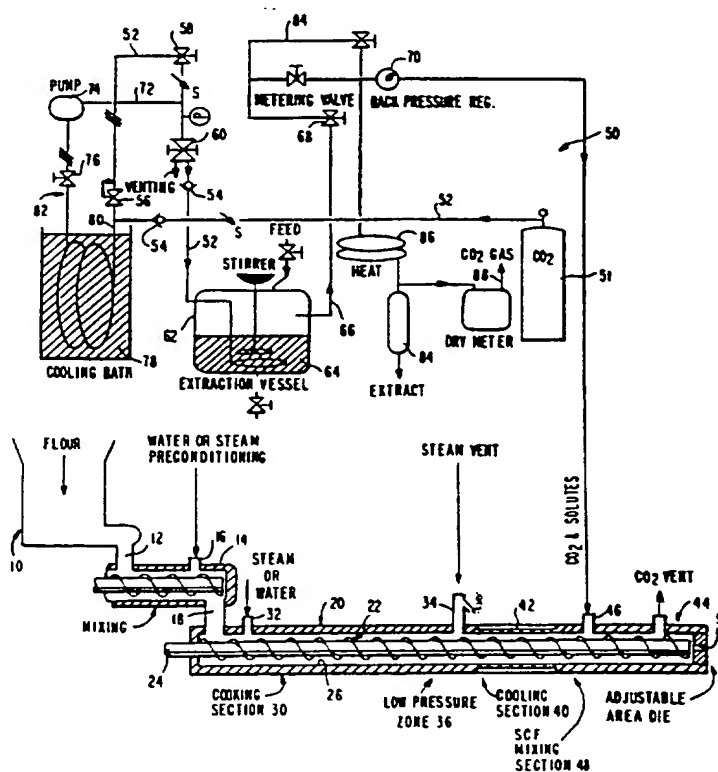 84
58
52
70
PUMP
74
72
S
P
METERING VALVE
BACK PRESSURE REG.
60
68
50
76
VENTING
54
82
56
80
52
54
S
52
FEED
86
CO2 GAS
CO2
STIRRER
HEAT
88
51
62
66
78
64
84
DRY METER
COOLING BATH
EXTRACTION VESSEL
EXTRACT
WATER OR STEAM
PRECONDITIONING
FLOUR
STEAM VENT
CO2 & SOLUTES
12
16
14
STEAM
OR
WATER
10
CO2 VENT
34
42
46
44
MIXING
18
32
20
22
24
26
COOKING
SECTION 30
LOW PRESSURE
ZONE 36
COOLING
SECTION 40
SCF
MIXING
SECTION 48
ADJUSTABLE
AREA DIE